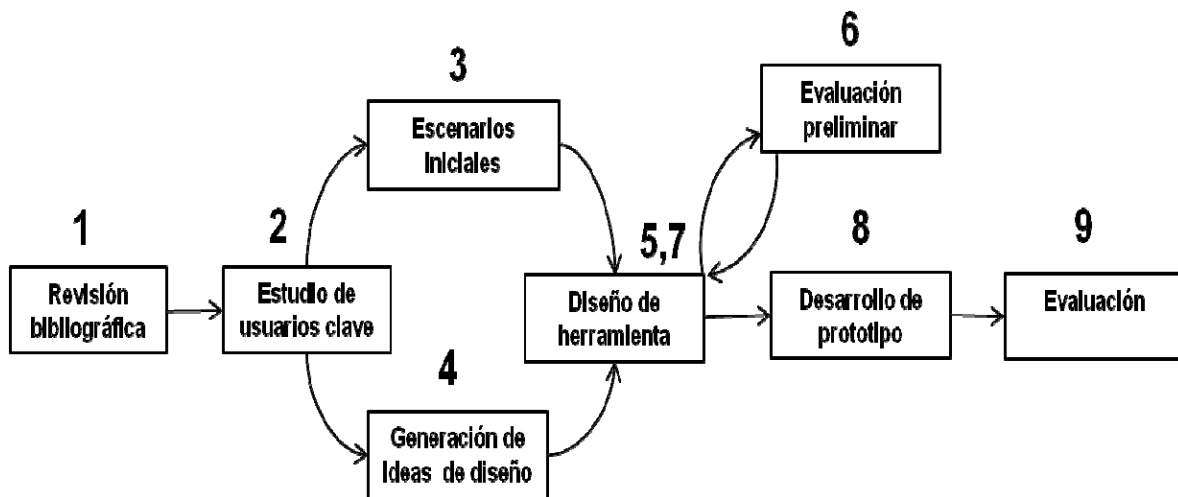 1
Revisión
bibliográfica
2
Estudio de
usuarios clave
3
Escenarios
Iniciales
4
Generación de
Ideas de diseño
5,7
Diseño de
herramienta
6
Evaluación
preliminar
8
Desarrollo de
prototipo
9
Evaluación